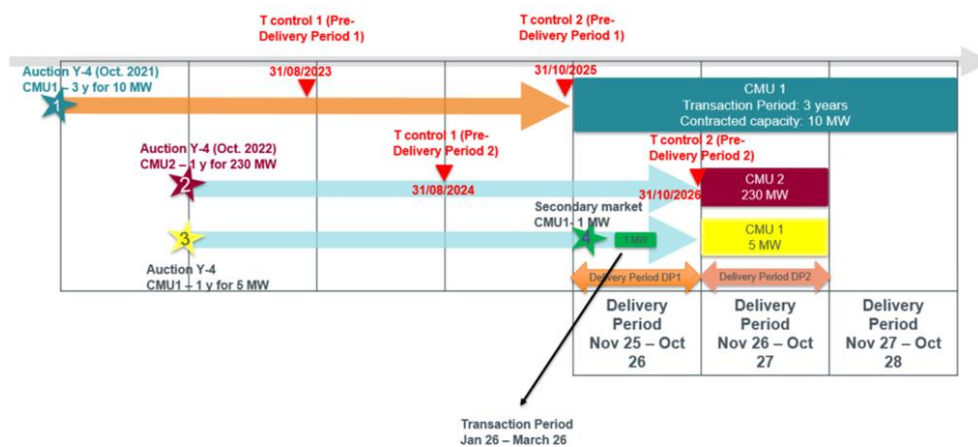 T control 1 (Pre-
Delivery Period 1)
T control 2 (Pre-
Delivery Period 1)
Auction Y-4 (Oct. 2021)
CMU1 – 3 y for 10 MW
31/08/2023
31/10/2025
1
CMU 1
Transaction Period: 3 years
Contracted capacity: 10 MW
Auction Y-4 (Oct. 2022)
CMU2 – 1 y for 230 MW
T control 1 (Pre-
Delivery Period 2)
T control 2 (Pre-
Delivery Period 2)
2
31/08/2024
31/10/2026
CMU 2
230 MW
Secondary market
CMU1- 1 MW
3
4
1 MW
CMU 1
5 MW
Auction Y-4
CMU1 – 1 y for 5 MW
Delivery Period DP1
Delivery Period DP2
Delivery
Period
Nov 25 – Oct
26
Delivery
Period
Nov 26 – Oct
27
Delivery
Period
Nov 27 – Oct
28
Transaction Period
Jan 26 – March 26